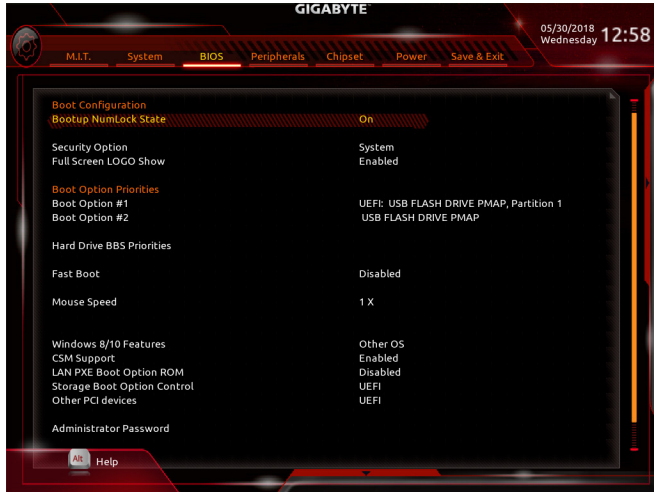 GIGABYTE
05/30/2018
Wednesday 12:58
M.I.T. System BIOS Peripherals Chipset Power Save & Exit
Boot Configuration
Bootup NumLock State On
Security Option System
Full Screen LOGO Show Enabled
Boot Option Priorities
Boot Option #1 UEFI: USB FLASH DRIVE PMAP, Partition 1
Boot Option #2 USB FLASH DRIVE PMAP
Hard Drive BBS Priorities
Fast Boot Disabled
Mouse Speed 1 X
Windows 8/10 Features Other OS
CSM Support Enabled
LAN PXE Boot Option ROM Disabled
Storage Boot Option Control UEFI
Other PCI devices UEFI
Administrator Password
Alt Help